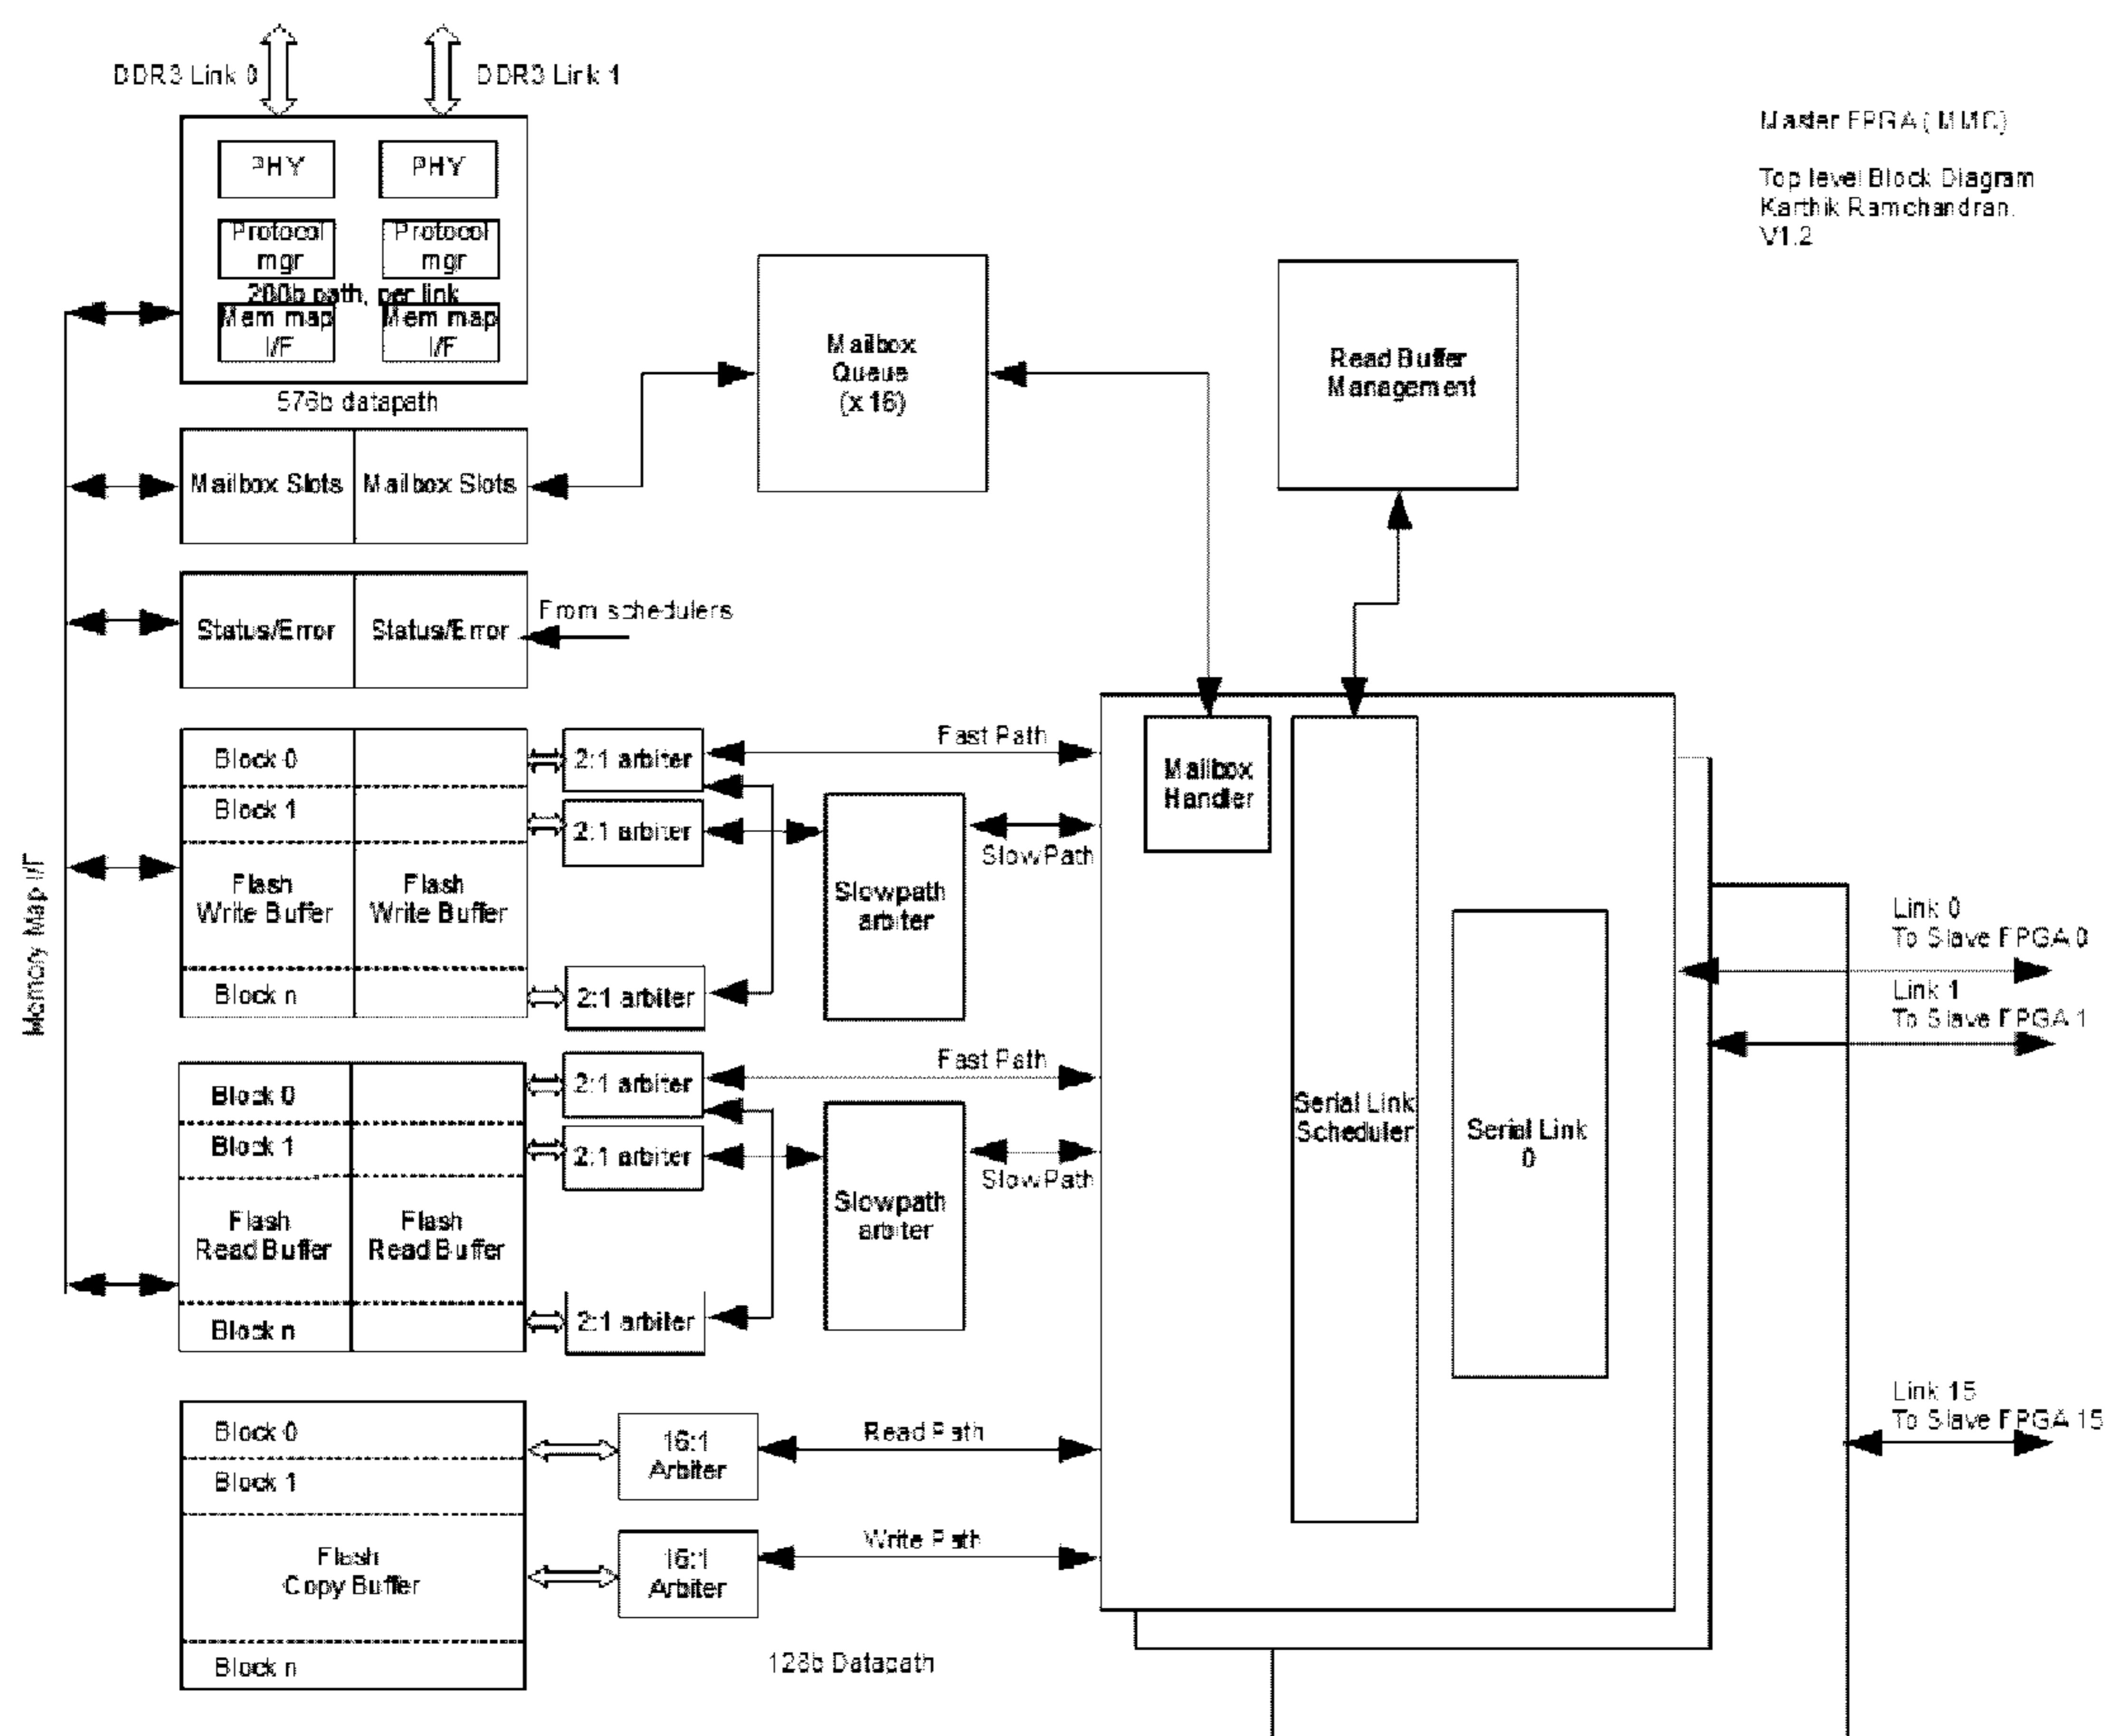 DDR3 Link 0
DDR3 Link 1
Master FPGA ( MMC)
Top level Block Diagram
Karthik Ramchandran.
V1.2
PHY
PHY
Protocol
mgr
Protocol
mgr
200b path, per link
Mem map
I/F
Mem map
I/F
576b datapath
Mailbox
Queue
(x 16)
Read Buffer
Management
Mailbox Slots
Mailbox Slots
Status/Error
Status/Error
From schedulers
Memory Map I/F
Block 0
Block 1
Flash
Write Buffer
Flash
Write Buffer
Block n
2:1 arbiter
2:1 arbiter
2:1 arbiter
Fast Path
Slowpath
arbiter
Slow Path
Mailbox
Handler
Serial Link
Scheduler
Serial Link
0
Link 0
To Slave FPGA 0
Link 1
To Slave FPGA 1
Link 15
To Slave FPGA 15
Block 0
Block 1
Flash
Read Buffer
Flash
Read Buffer
Block n
2:1 arbiter
2:1 arbiter
2:1 arbiter
Fast Path
Slowpath
arbiter
Slow Path
Block 0
Block 1
Flash
Copy Buffer
Block n
16:1
Arbiter
16:1
Arbiter
Read Path
Write Path
128b Datapath